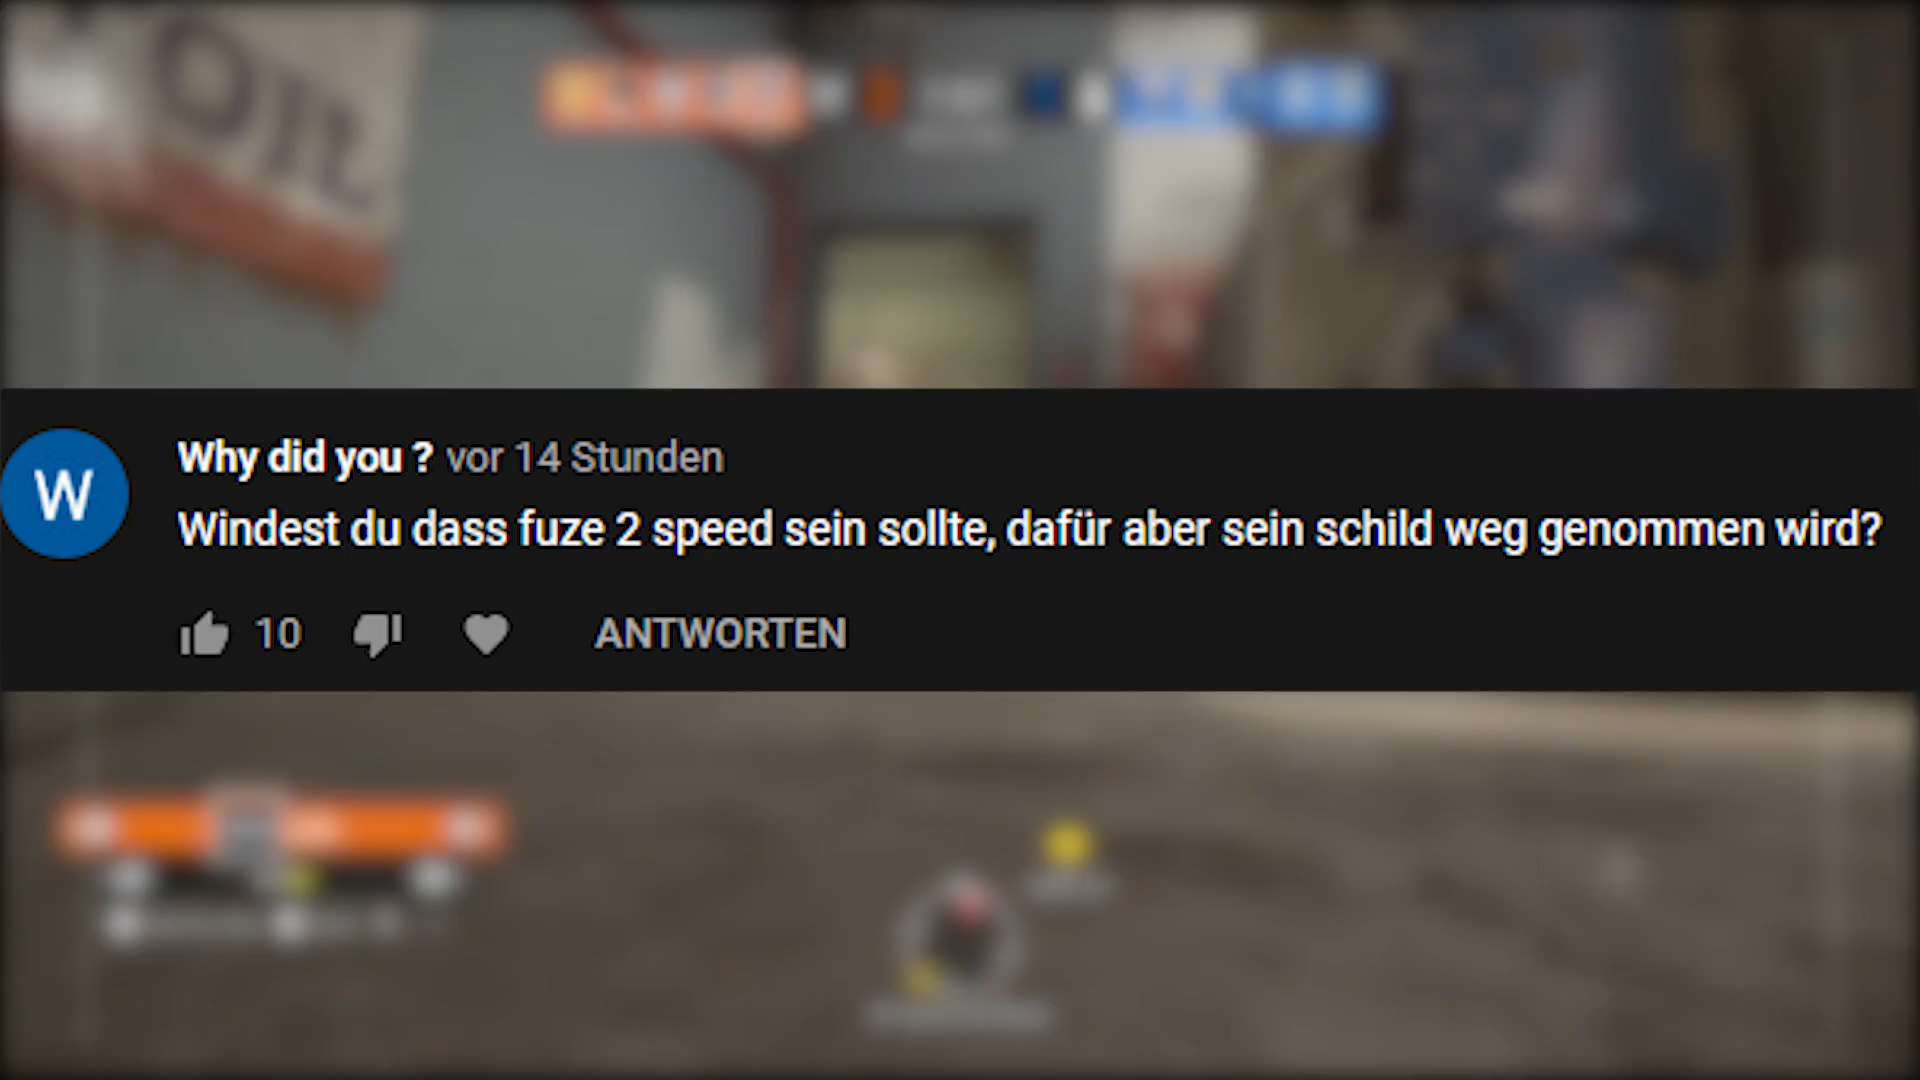 OIL
Why did you ? vor 14 Stunden
Windest du dass fuze 2 speed sein sollte, dafür aber sein schild weg genommen wird?
10 ANTWORTEN
W